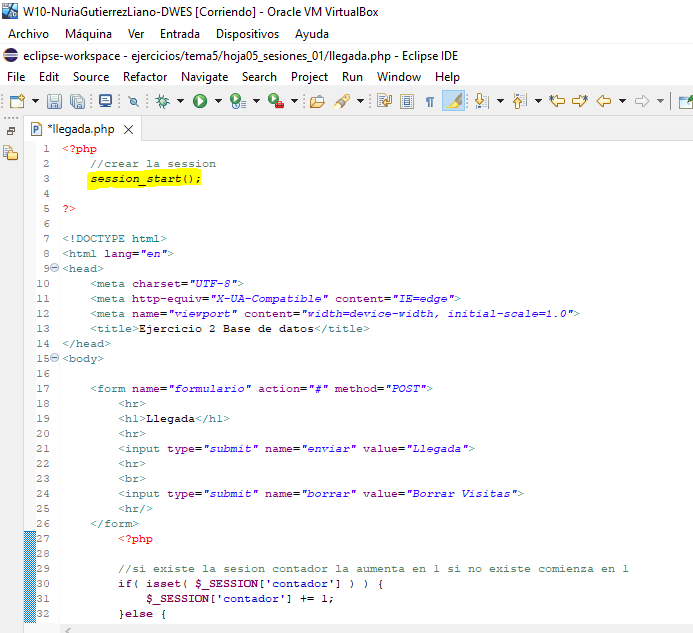 W10-NuriaGutierrezLiano-DWES [Corriendo] - Oracle VM VirtualBox
Archivo Máquina Ver Entrada Dispositivos Ayuda
eclipse-workspace - ejercicios/tema5/hoja05_sesiones_01/llegada.php - Eclipse IDE
File Edit Source Refactor Navigate Search Project Run Window Help
*llegada.php
1 <?php
2 //crear la session
3 session_start();
4
5 ?>
6
7 <!DOCTYPE html>
8 <html lang="en">
9 <head>
10 <meta charset="UTF-8">
11 <meta http-equiv="X-UA-Compatible" content="IE=edge">
12 <meta name="viewport" content="width=device-width, initial-scale=1.0">
13 <title>Ejercicio 2 Base de datos</title>
14 </head>
15 <body>
16
17 <form name="formulario" action="#" method="POST">
18 <hr>
19 <h1>Llegada</h1>
20 <hr>
21 <input type="submit" name="enviar" value="Llegada">
22 <hr>
23 <br>
24 <input type="submit" name="borrar" value="Borrar Visitas">
25 <hr/>
26 </form>
27 <?php
28
29 //si existe la sesion contador la aumenta en 1 si no existe comienza en 1
30 if( isset( $_SESSION['contador'] ) ) {
31 $_SESSION['contador'] += 1;
32 }else {